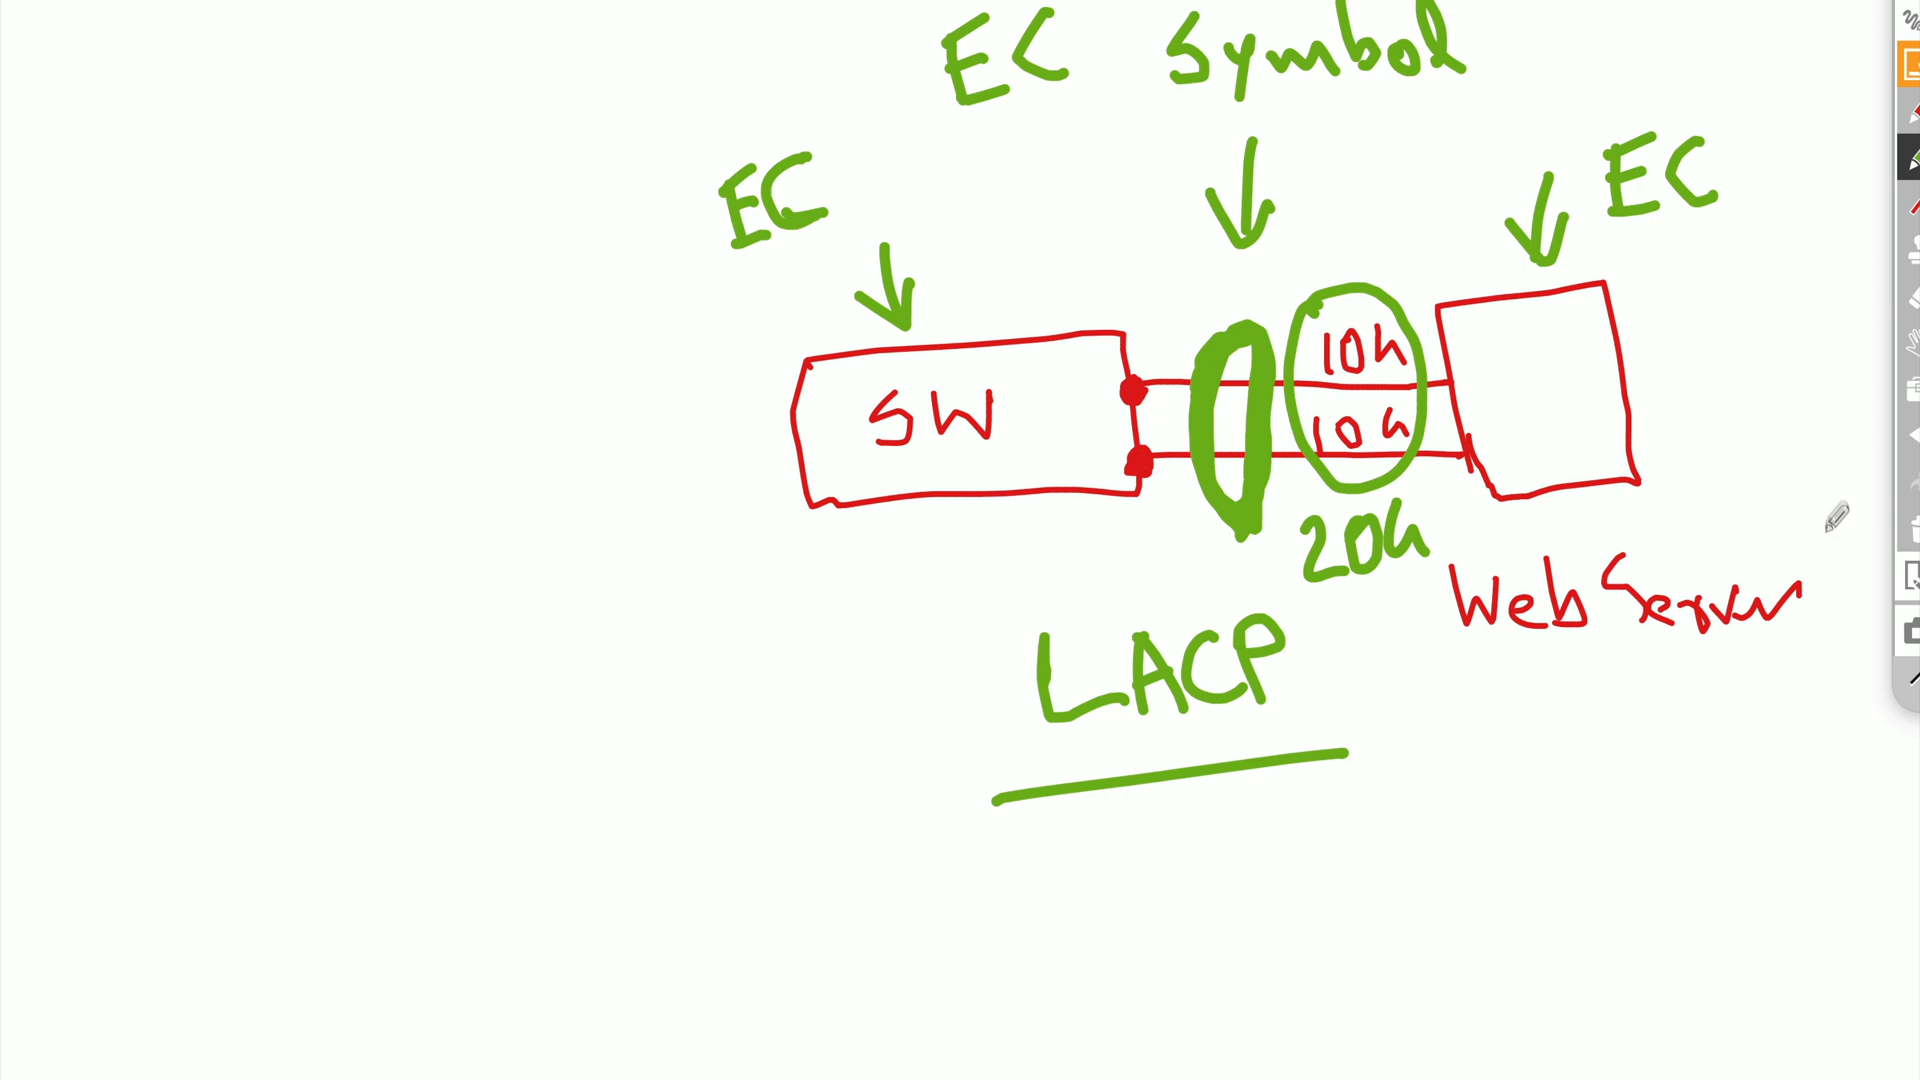 EC Symbol
EC
EC
10G
SW
10G
20G
Web Server
LACP